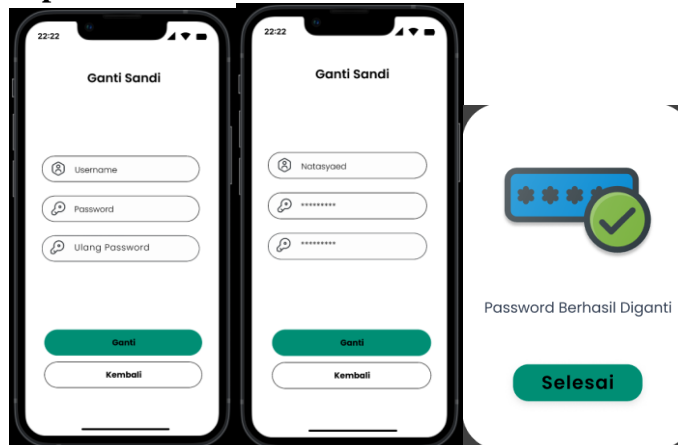 22:22
Ganti Sandi
Username
Password
Ulang Password
Ganti
Kembali
22:22
Ganti Sandi
Natasyaed
*********
*********
Ganti
Kembali
Password Berhasil Diganti
Selesai